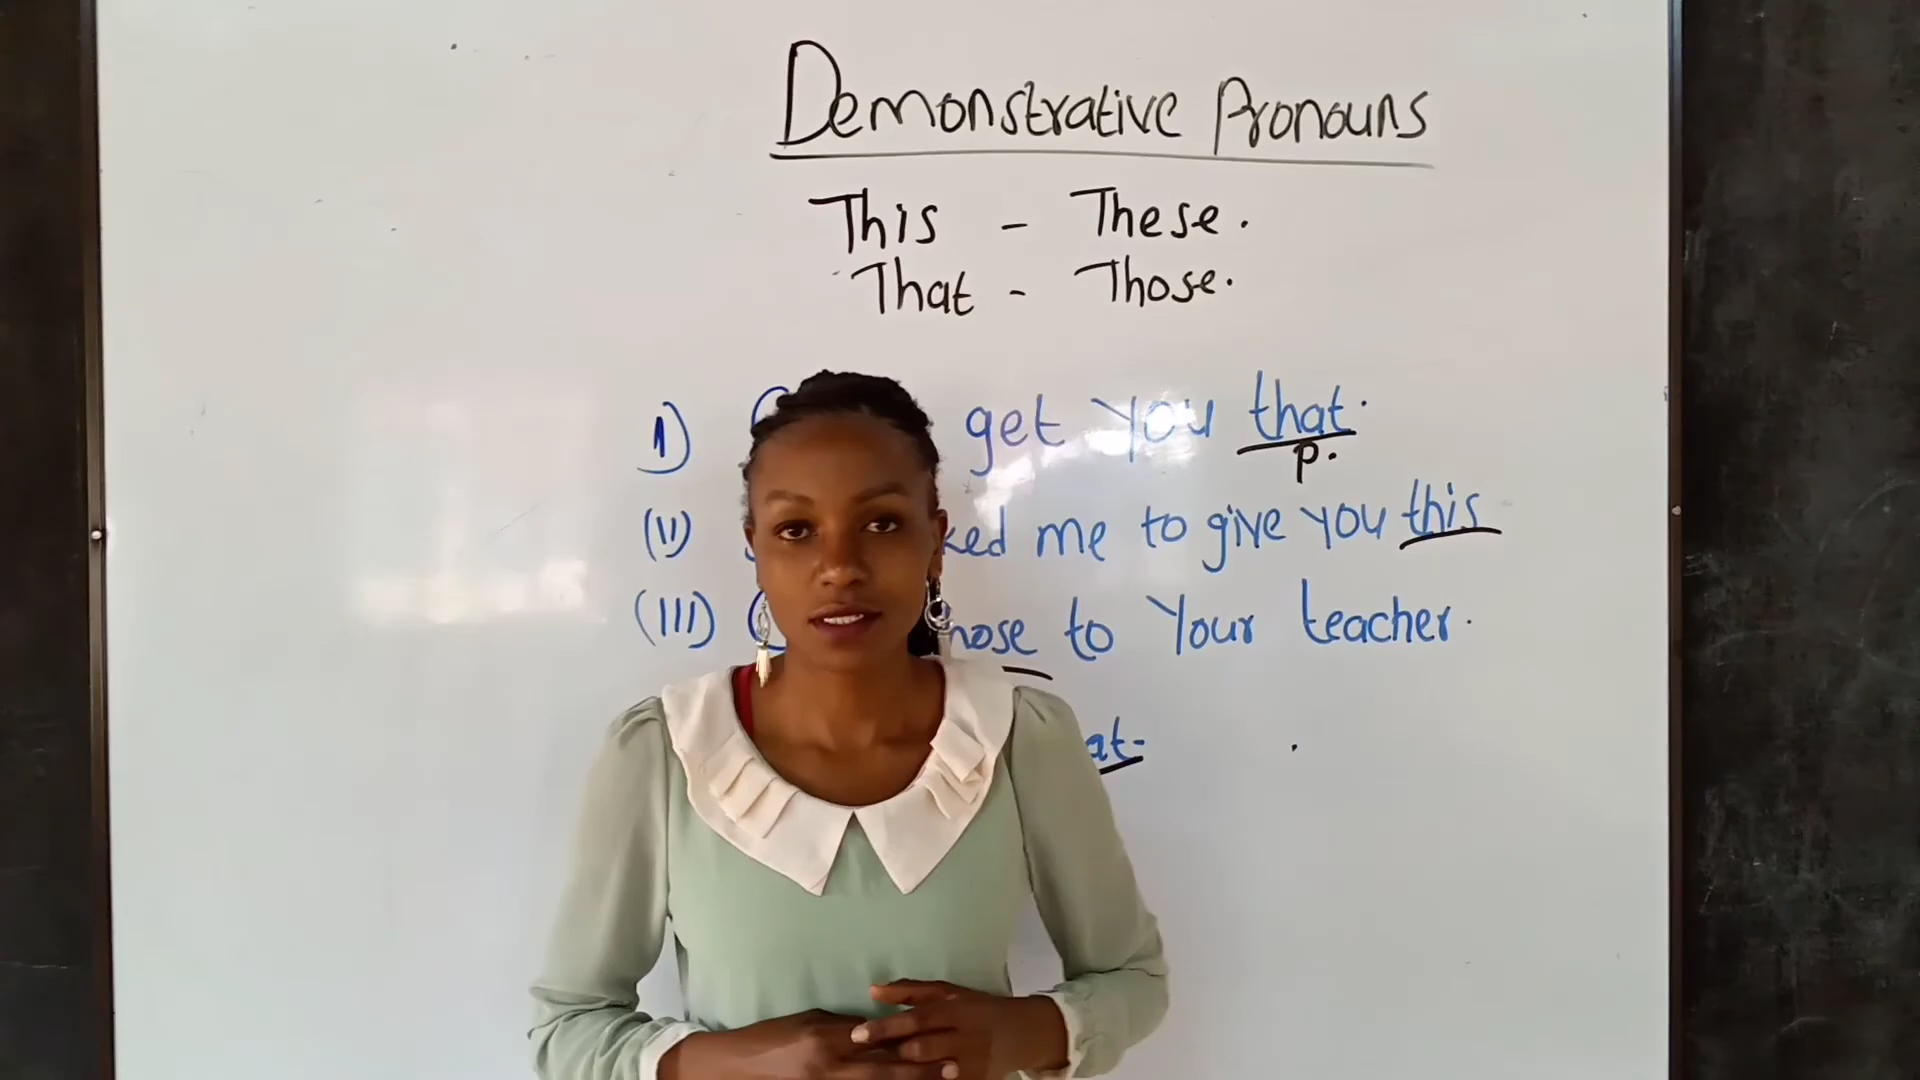 Demonstrative Pronouns
This - These.
That - Those.
I) get you that.
p.
(II) me to give you this
(III) to your teacher.